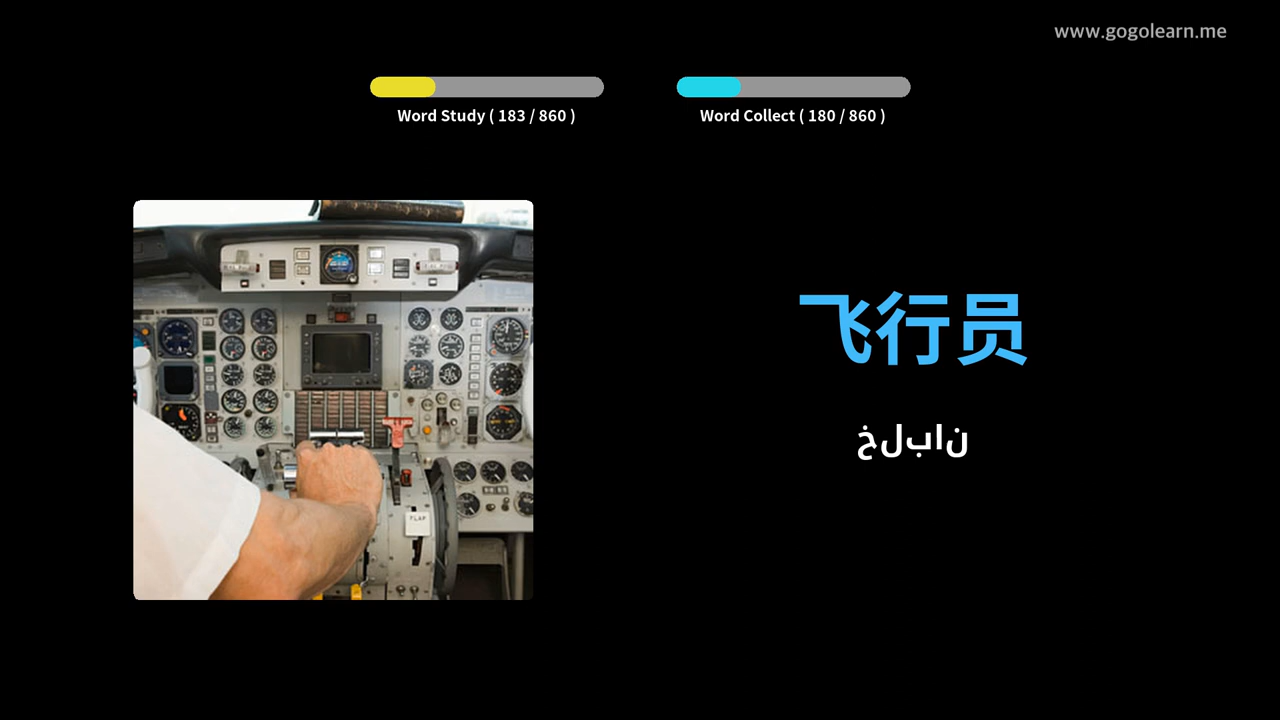 www.gogolearn.me
Word Study ( 183 / 860 )
Word Collect ( 180 / 860 )
飞行员
خلبان
FLAP